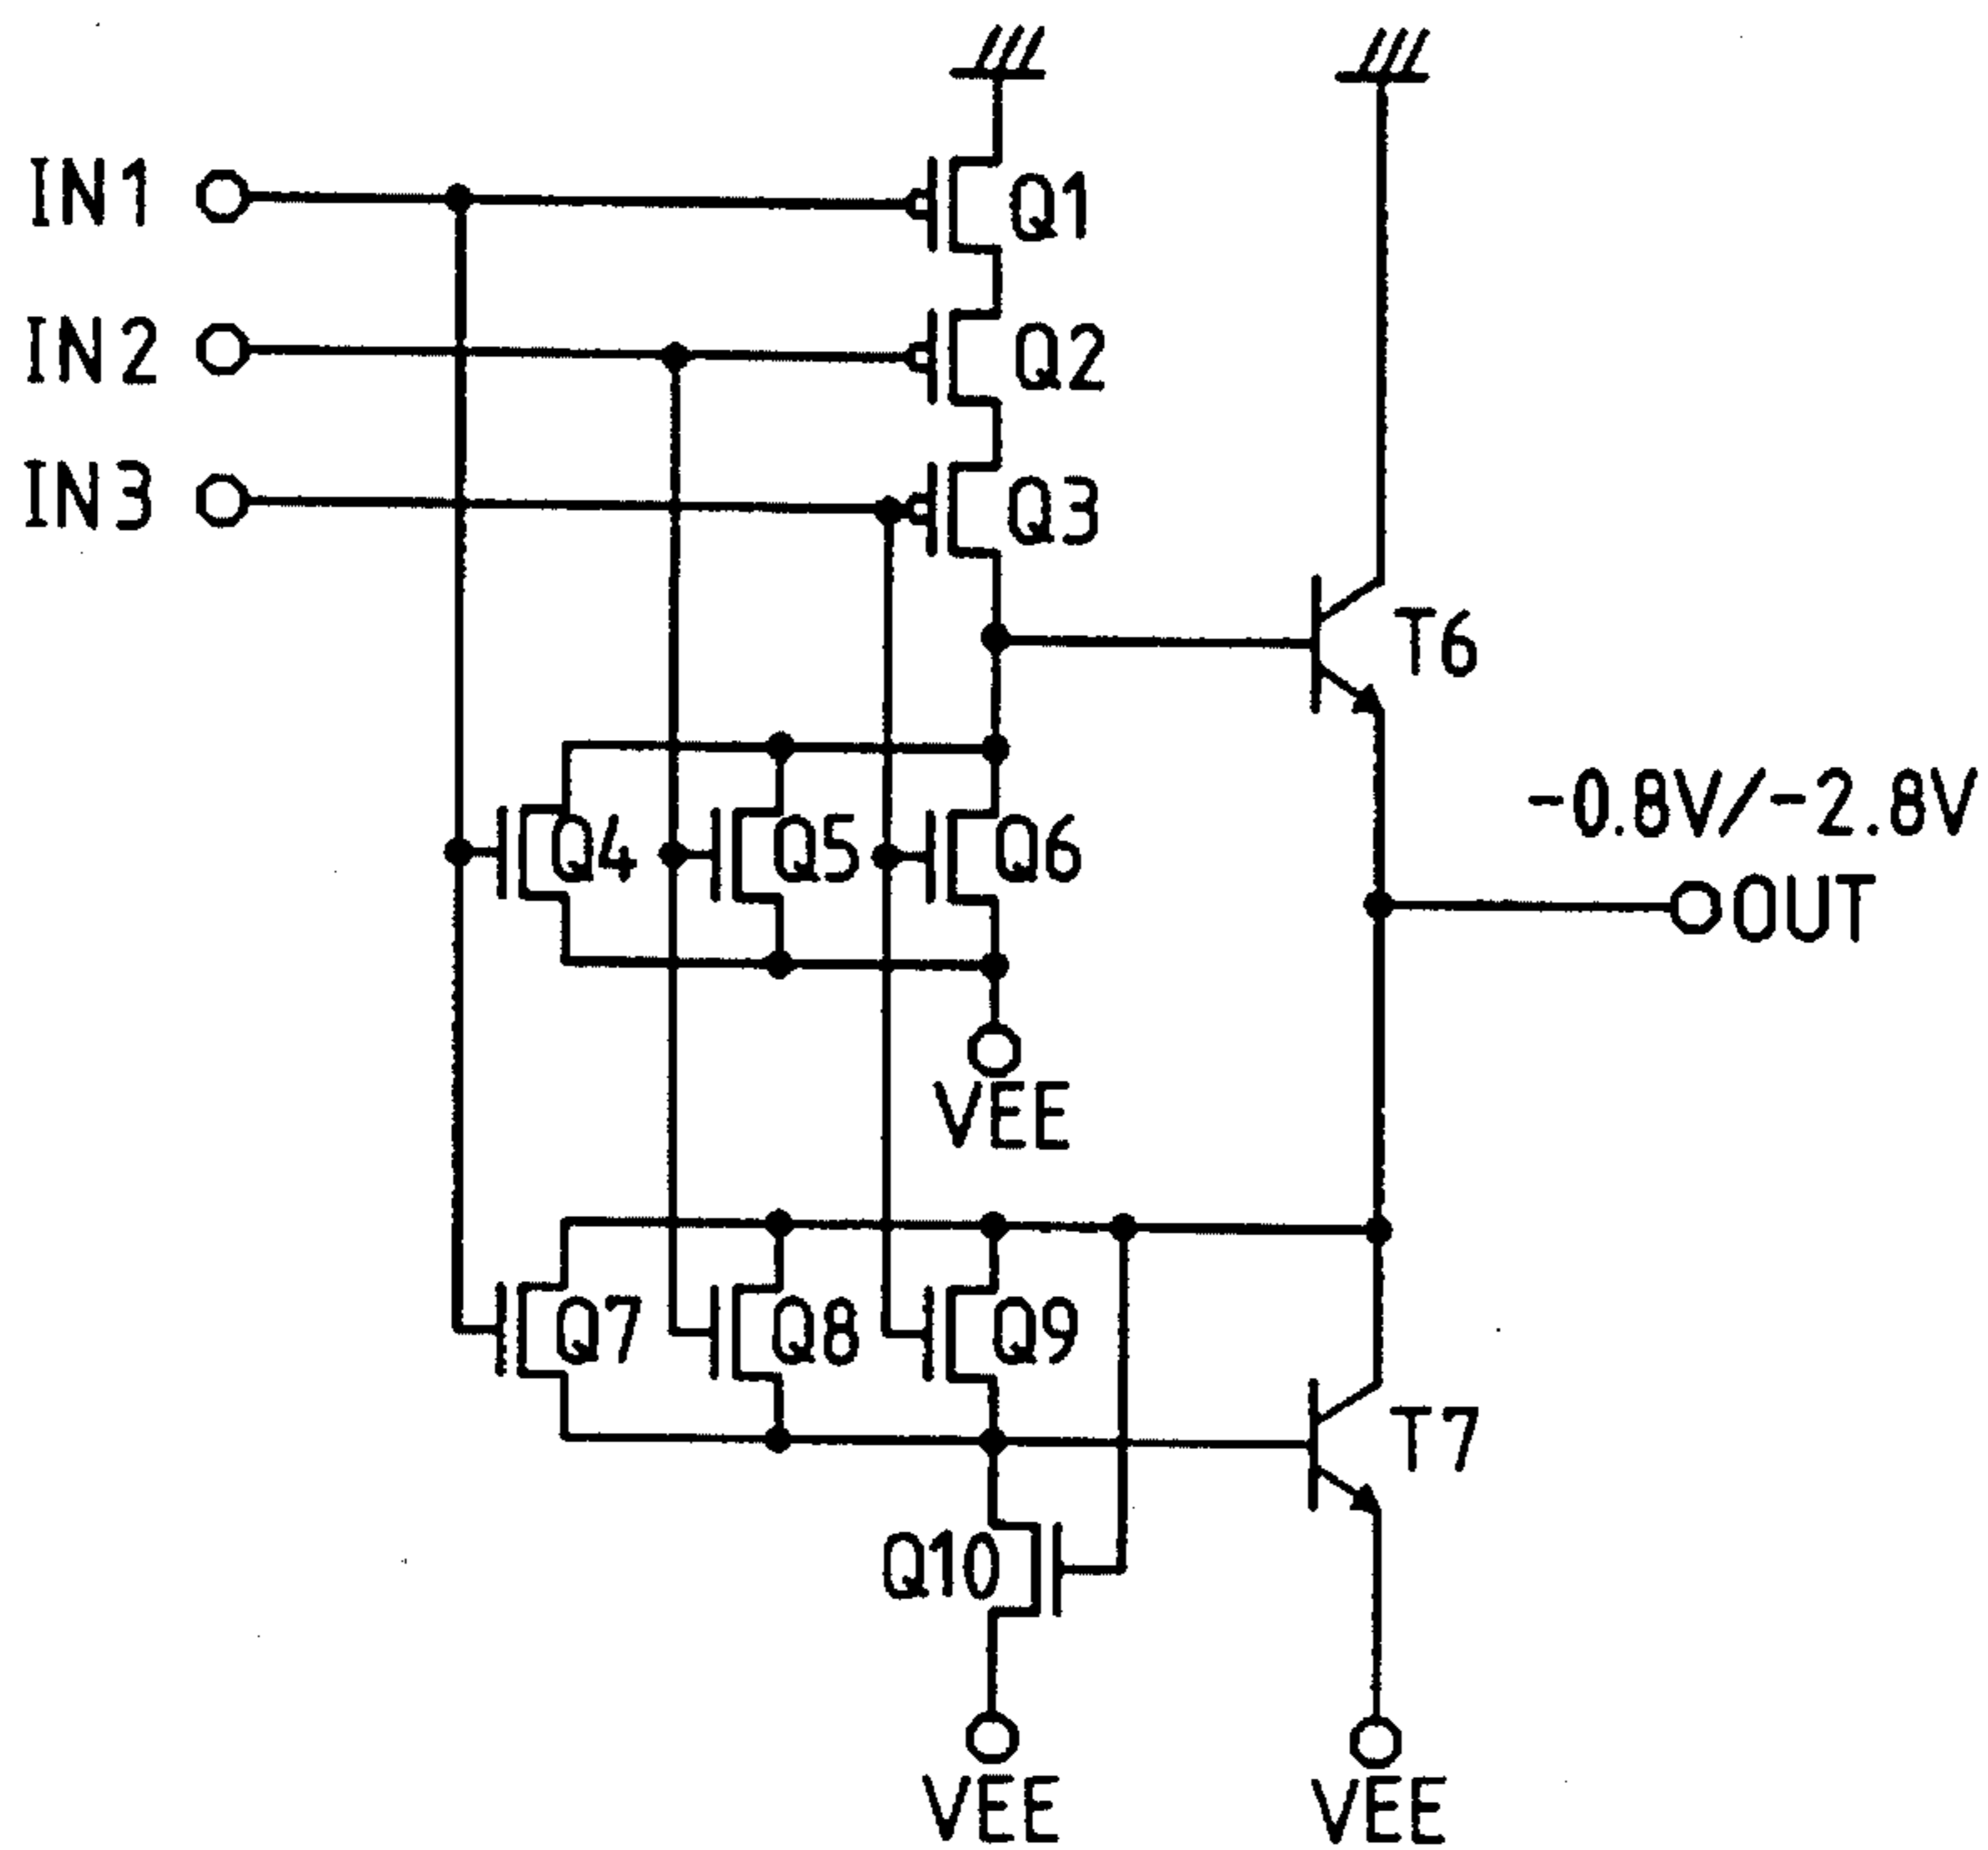 IN1
Q1
IN2
Q2
IN3
Q3
T6
-0.8V/-2.8V
Q4
Q5
Q6
OUT
VEE
Q7
Q8
Q9
T7
Q10
VEE
VEE